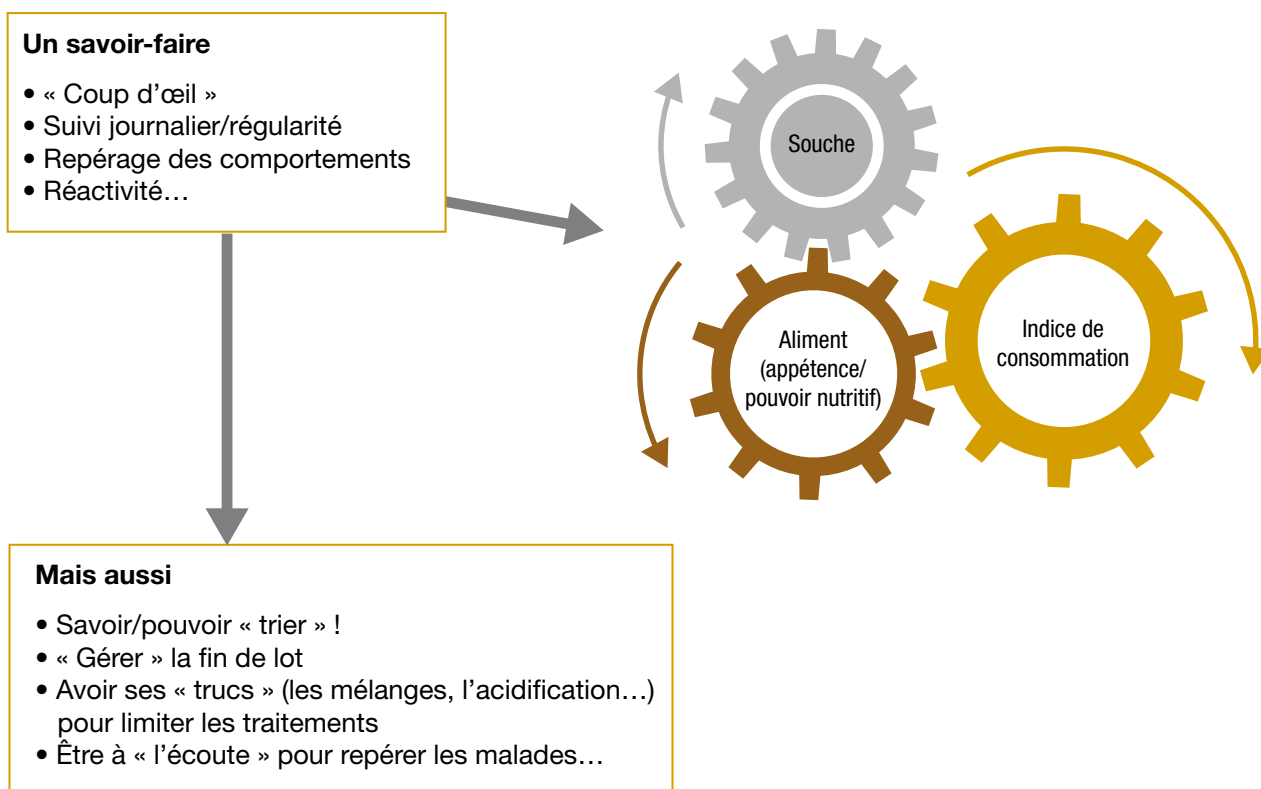 Un savoir-faire
• « Coup d’œil »
• Suivi journalier/régularité
• Repérage des comportements
• Réactivité…
Souche
Aliment
(appétence/
pouvoir nutritif)
Indice de
consommation
Mais aussi
• Savoir/pouvoir « trier » !
• « Gérer » la fin de lot
• Avoir ses « trucs » (les mélanges, l’acidification…)
pour limiter les traitements
• Être à « l’écoute » pour repérer les malades…